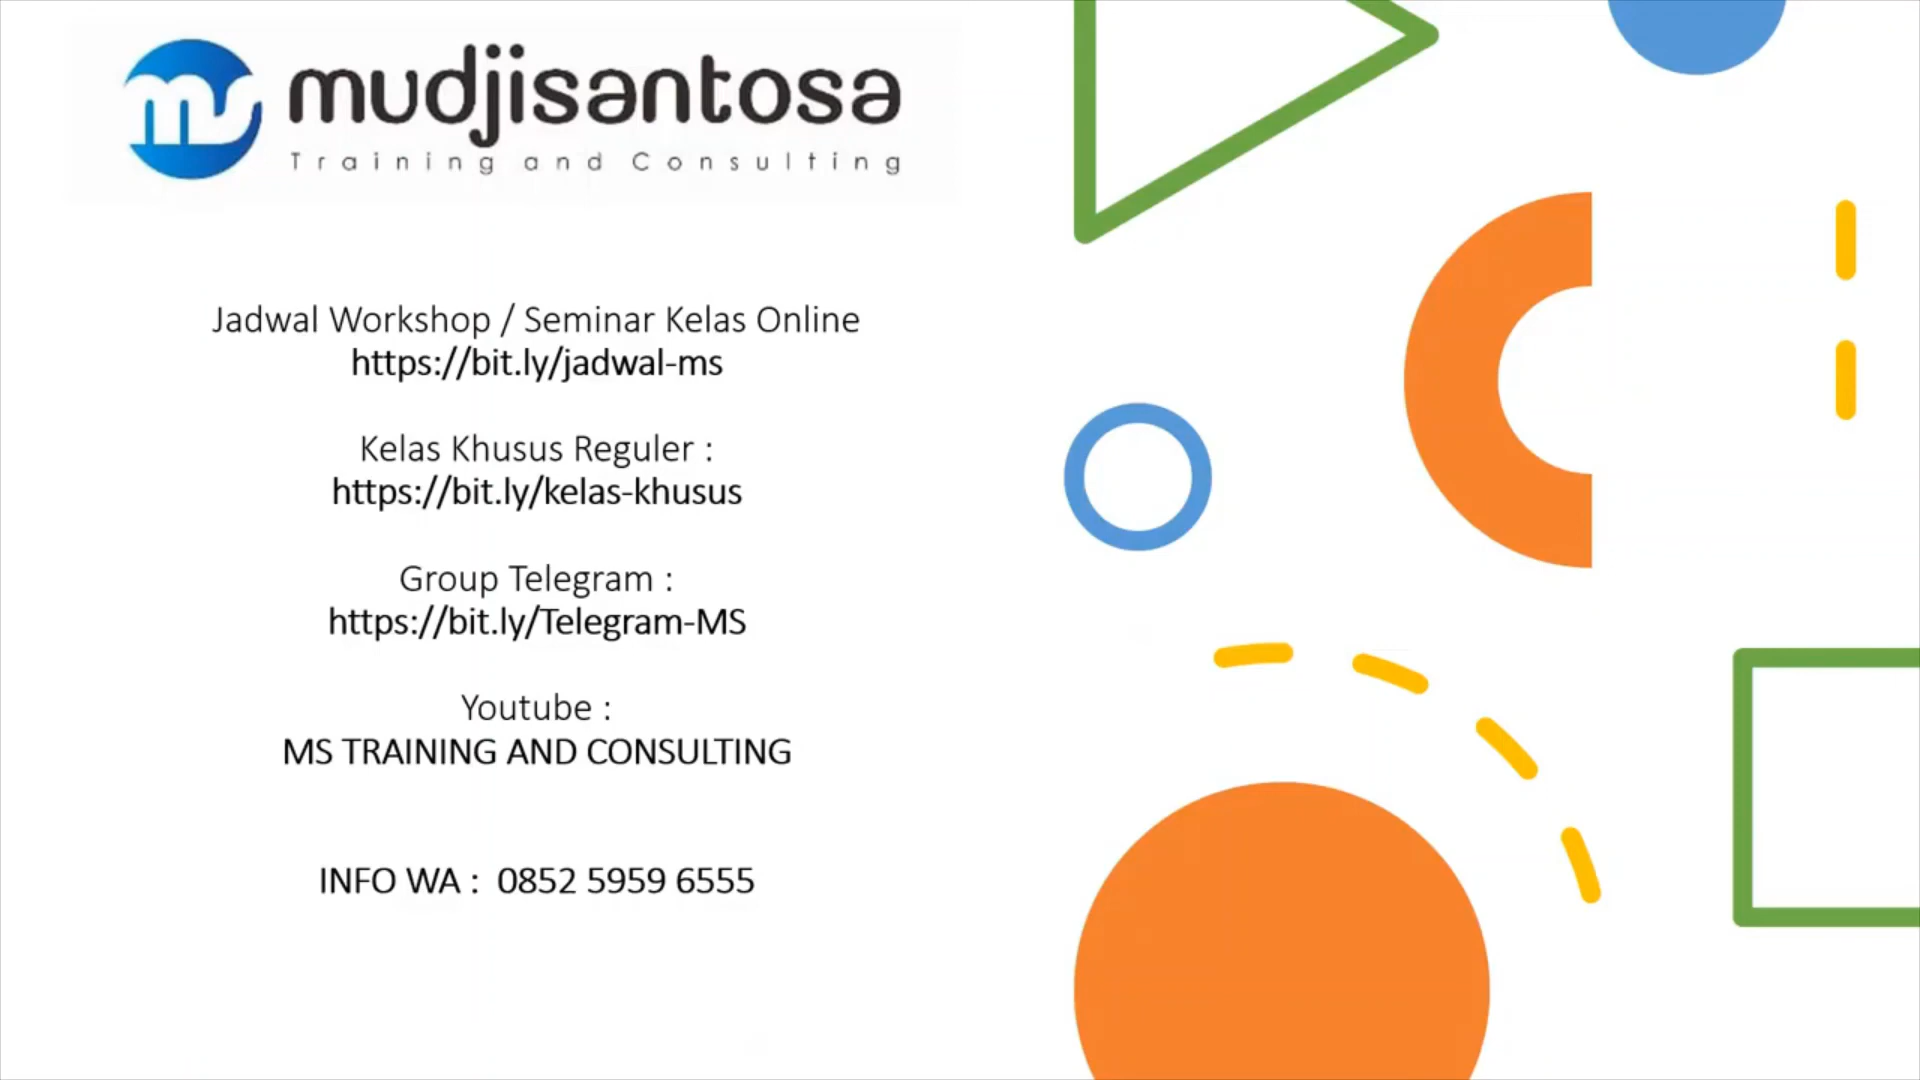 mudjisantosa
Training and Consulting
Jadwal Workshop / Seminar Kelas Online
https://bit.ly/jadwal-ms
Kelas Khusus Reguler :
https://bit.ly/kelas-khusus
Group Telegram :
https://bit.ly/Telegram-MS
Youtube :
MS TRAINING AND CONSULTING
INFO WA : 0852 5959 6555